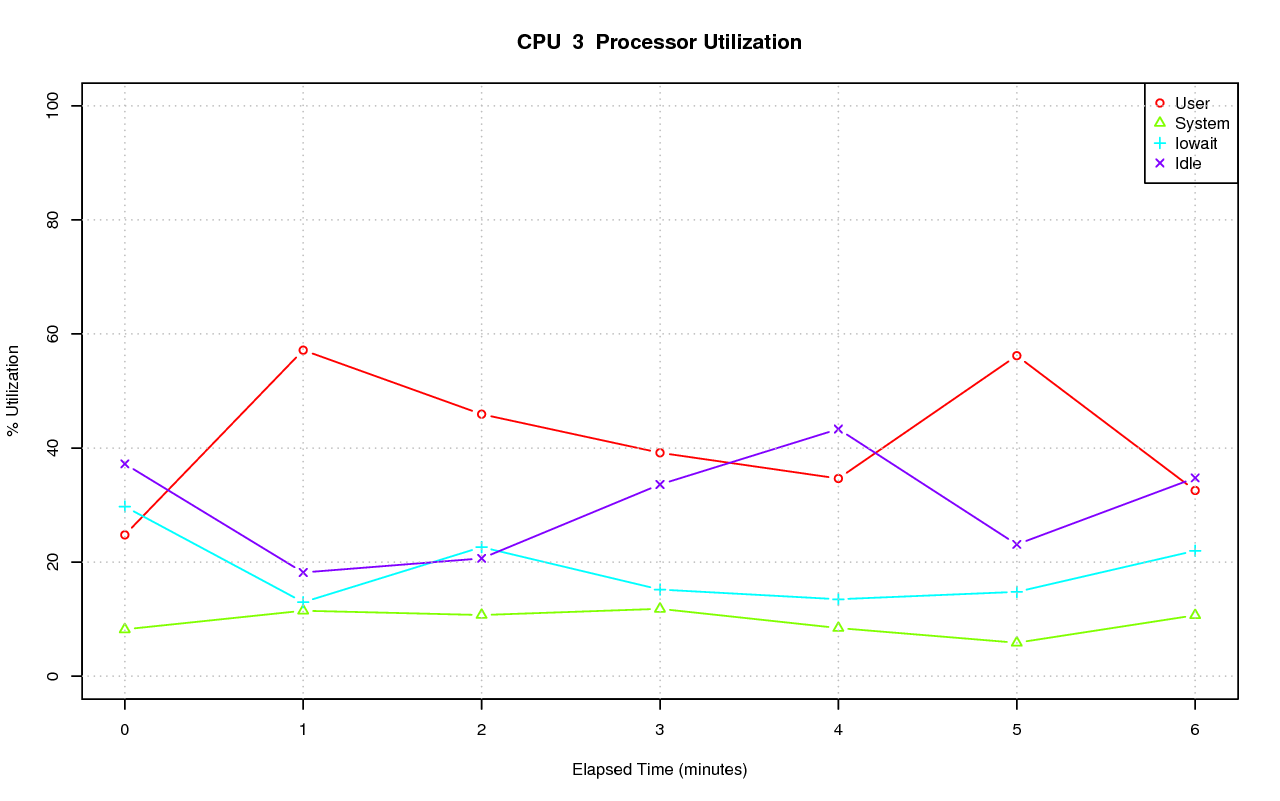 CPU  3  Processor Utilization
User
System
Iowait
Idle
% Utilization
100
80
60
40
20
0
0 1 2 3 4 5 6
Elapsed Time (minutes)